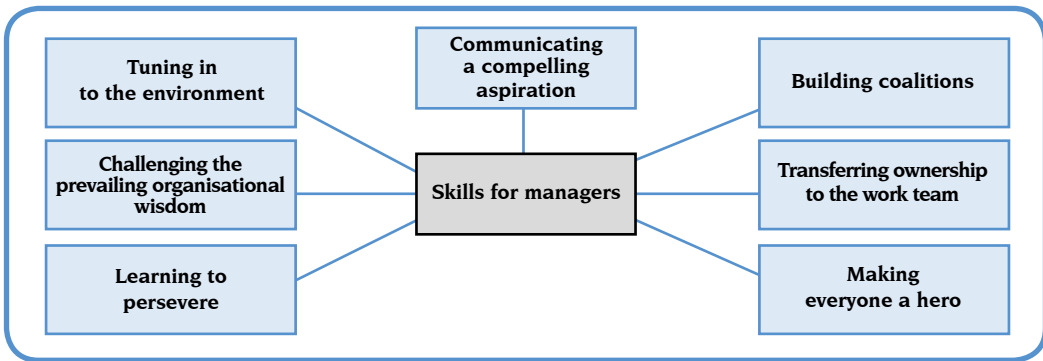 Tuning in
to the environment
Communicating
a compelling
aspiration
Building coalitions
Challenging the
prevailing organisational
wisdom
Skills for managers
Transferring ownership
to the work team
Learning to
persevere
Making
everyone a hero